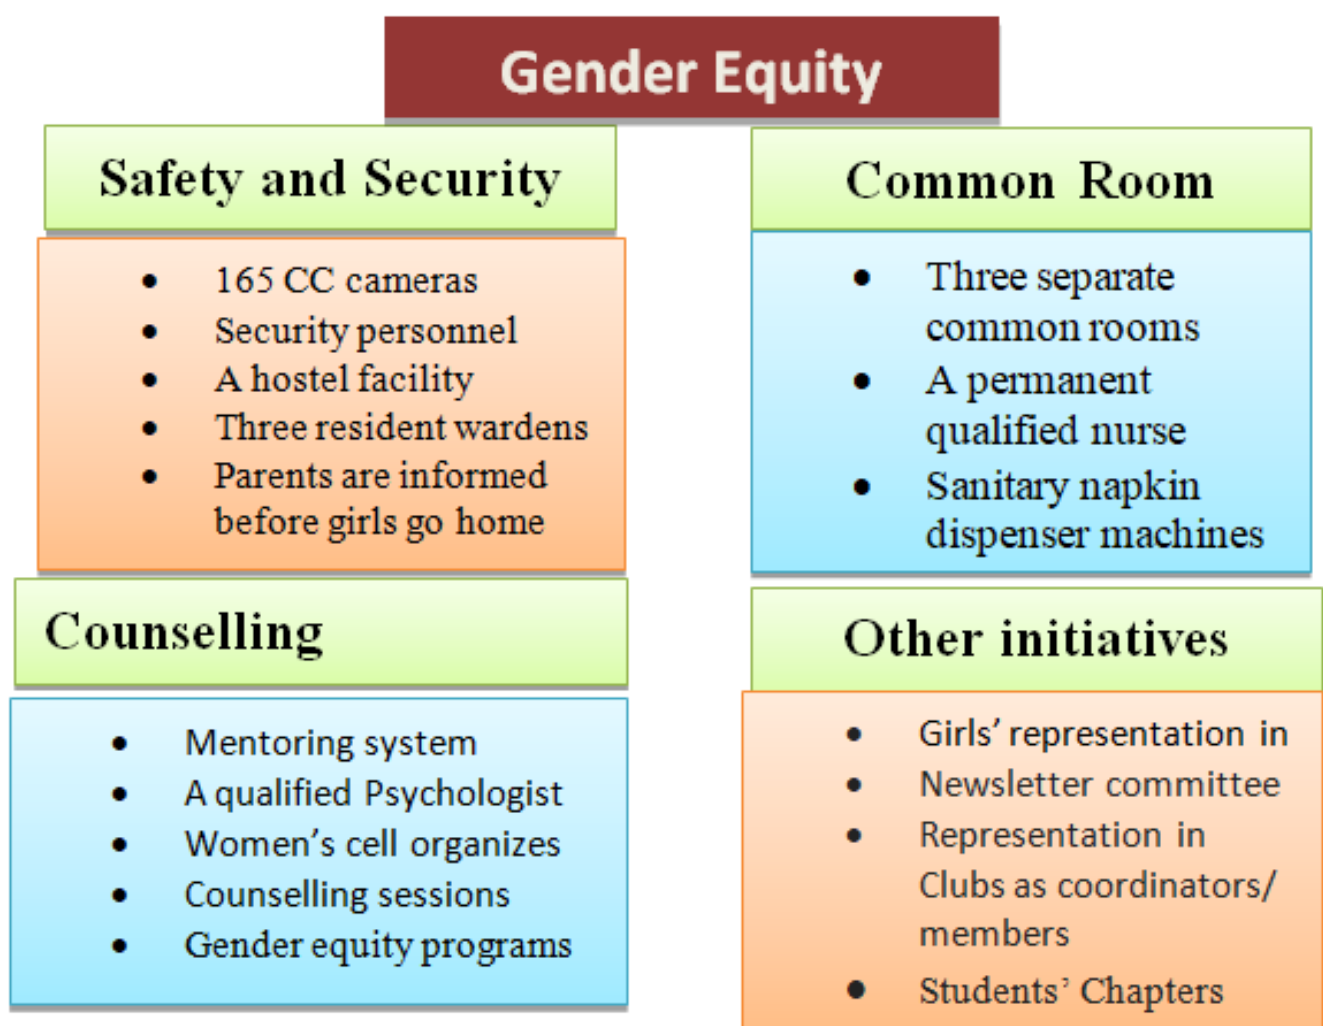 Gender Equity
Safety and Security
• 165 CC cameras
• Security personnel
• A hostel facility
• Three resident wardens
• Parents are informed
before girls go home
Common Room
• Three separate
common rooms
• A permanent
qualified nurse
• Sanitary napkin
dispenser machines
Counselling
• Mentoring system
• A qualified Psychologist
• Women’s cell organizes
• Counselling sessions
• Gender equity programs
Other initiatives
• Girls’ representation in
• Newsletter committee
• Representation in
Clubs as coordinators/
members
• Students’ Chapters